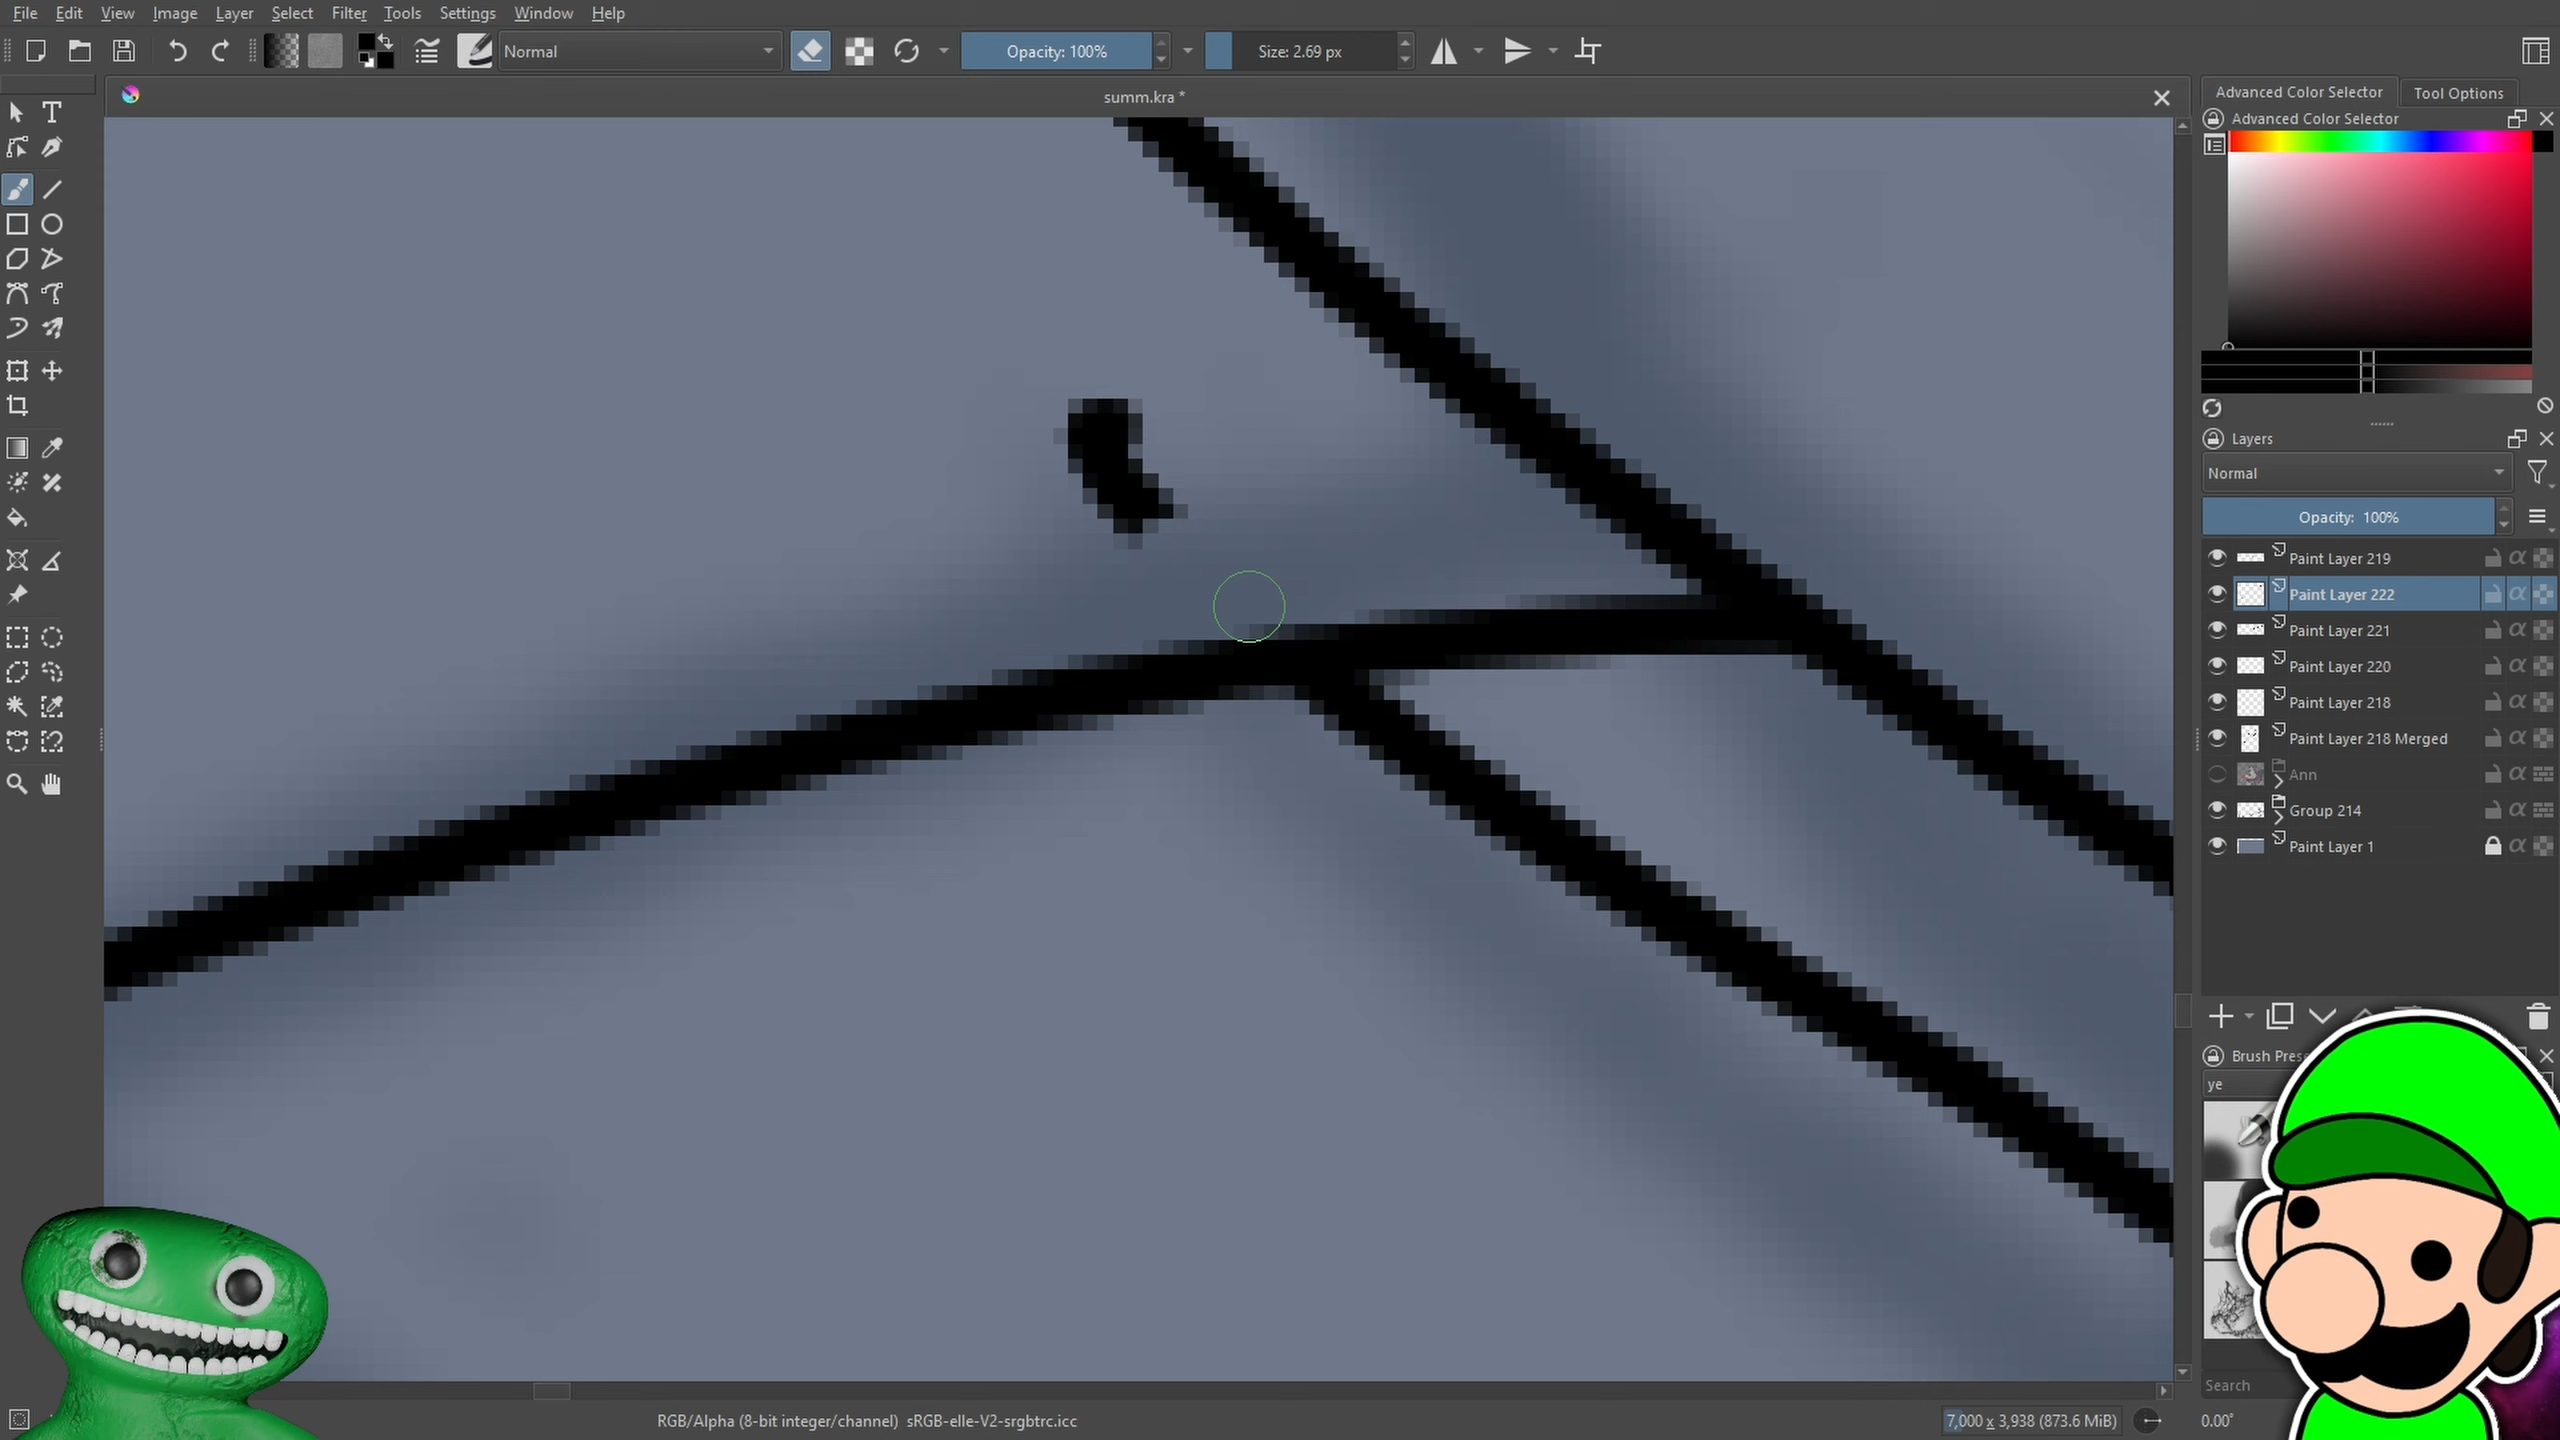 File Edit View Image Layer Select Filter Tools Settings Window Help
Normal
Opacity: 100%
Size: 2.69 px
summ.kra *
Advanced Color Selector
Tool Options
Advanced Color Selector
Layers
Normal
Opacity: 100%
Paint Layer 219
Paint Layer 222
Paint Layer 221
Paint Layer 220
Paint Layer 218
Paint Layer 218 Merged
Ann
Group 214
Paint Layer 1
Brush Pres
ye
Search
RGB/Alpha (8-bit integer/channel) sRGB-elle-V2-srgbtrc.icc
7,000 x 3,938 (873.6 MiB)
0.00°